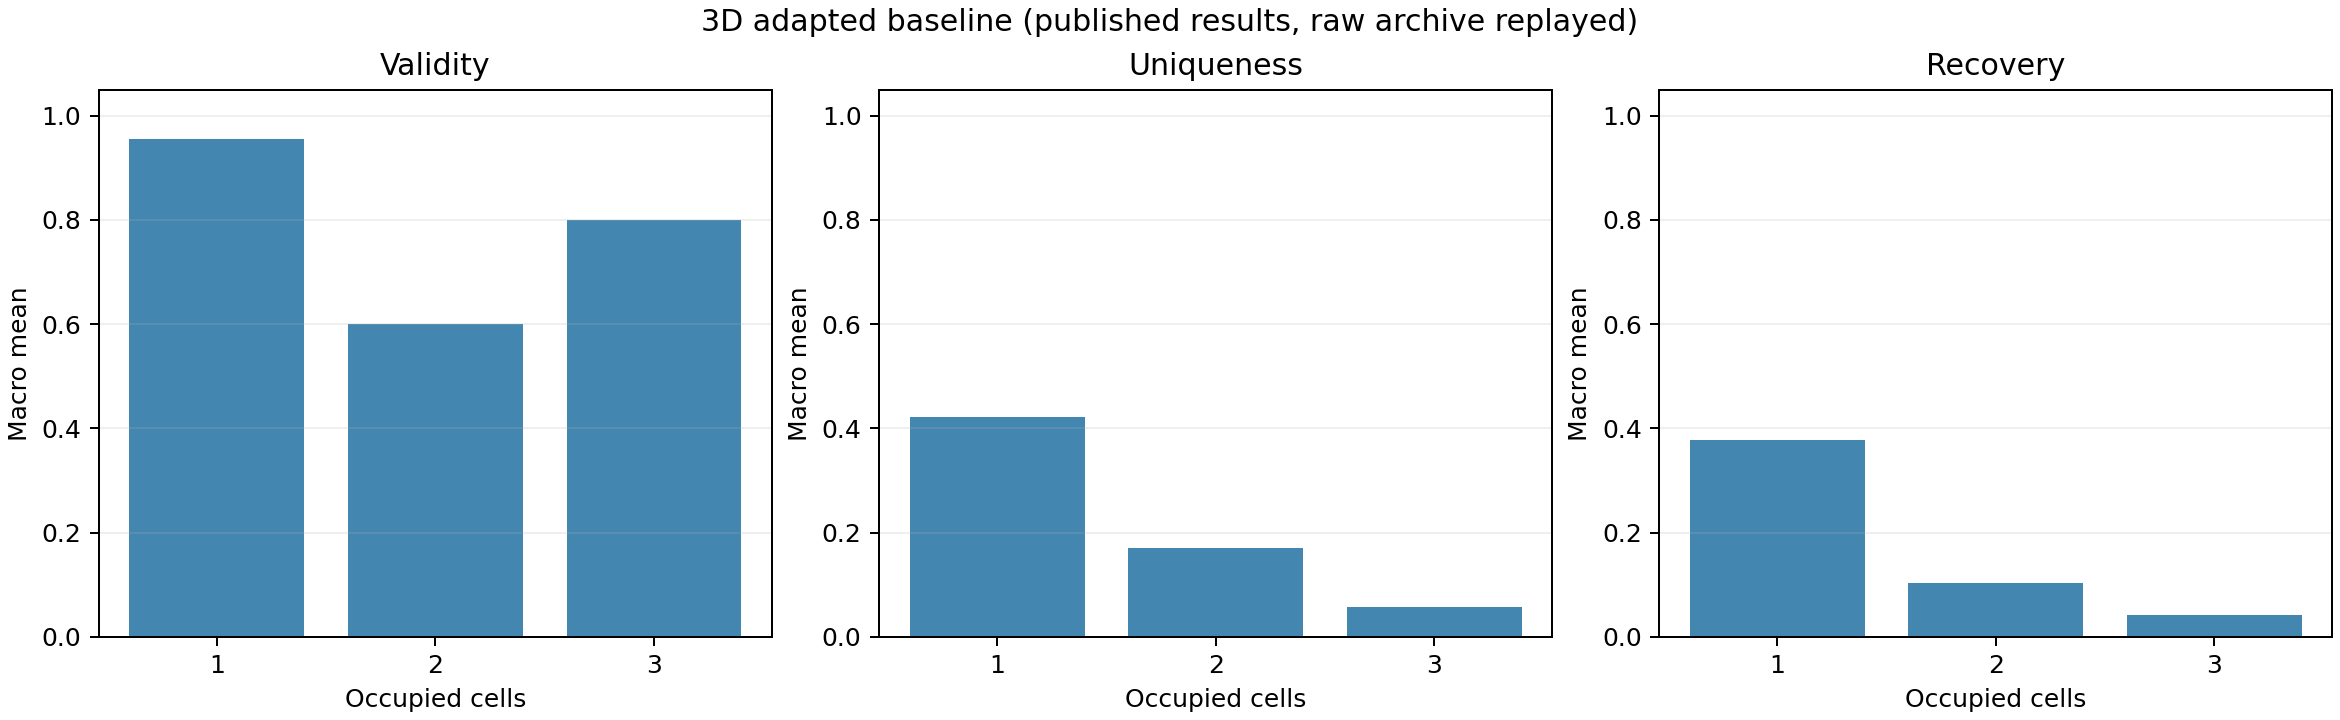 3D adapted baseline (published results, raw archive replayed)
Validity
1.0
0.8
0.6
0.4
0.2
0.0
Macro mean
1 2 3
Occupied cells
Uniqueness
1.0
0.8
0.6
0.4
0.2
0.0
Macro mean
1 2 3
Occupied cells
Recovery
1.0
0.8
0.6
0.4
0.2
0.0
Macro mean
1 2 3
Occupied cells